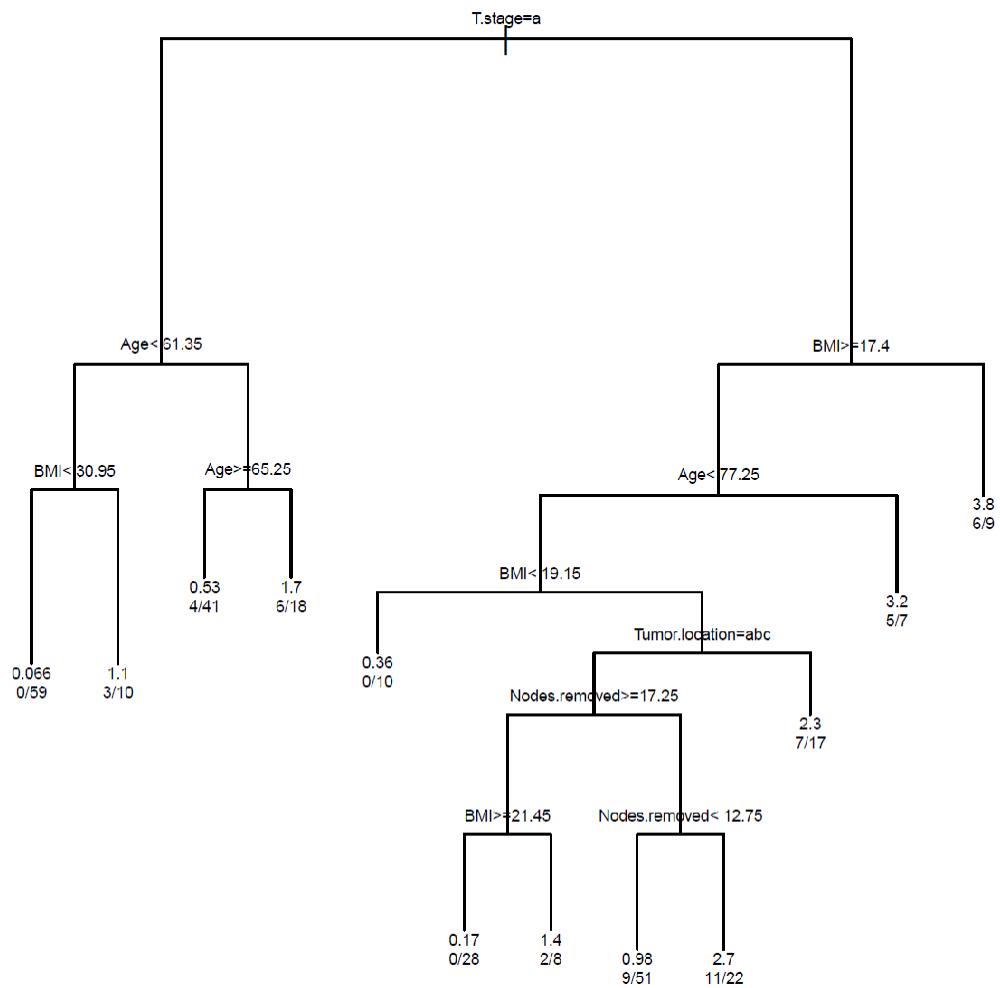 T.stage=a
Age< 61.35
BMI>=17.4
BMI< 30.95
Age>=65.25
Age< 77.25
3.8
6/9
BMI< 19.15
0.53
4/41
1.7
6/18
3.2
5/7
Tumor.location=abc
0.066
0/59
1.1
3/10
0.36
0/10
Nodes.removed>=17.25
2.3
7/17
BMI>=21.45
Nodes.removed< 12.75
0.17
0/28
1.4
2/8
0.98
9/51
2.7
11/22